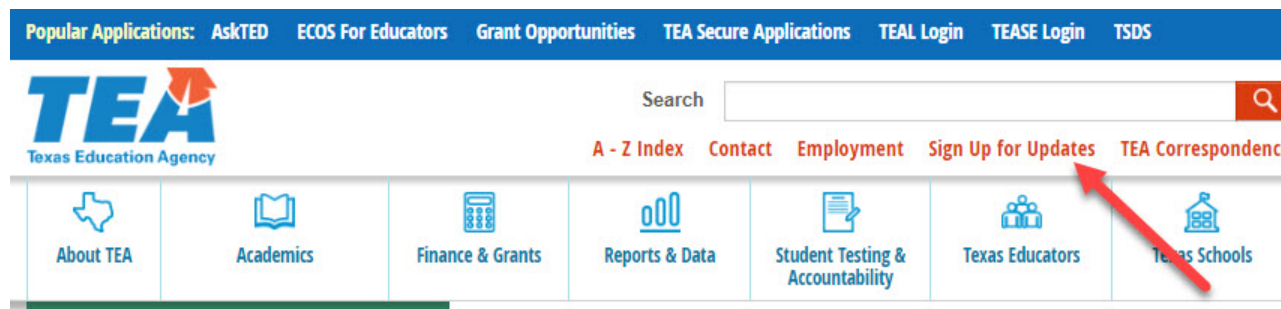 Popular Applications: AskTED ECOS For Educators Grant Opportunities TEA Secure Applications TEAL Login TEASE Login TSDS
TEA
Texas Education Agency
Search
A - Z Index Contact Employment Sign Up for Updates TEA Correspondenc
About TEA
Academics
Finance & Grants
Reports & Data
Student Testing &
Accountability
Texas Educators
Texas Schools